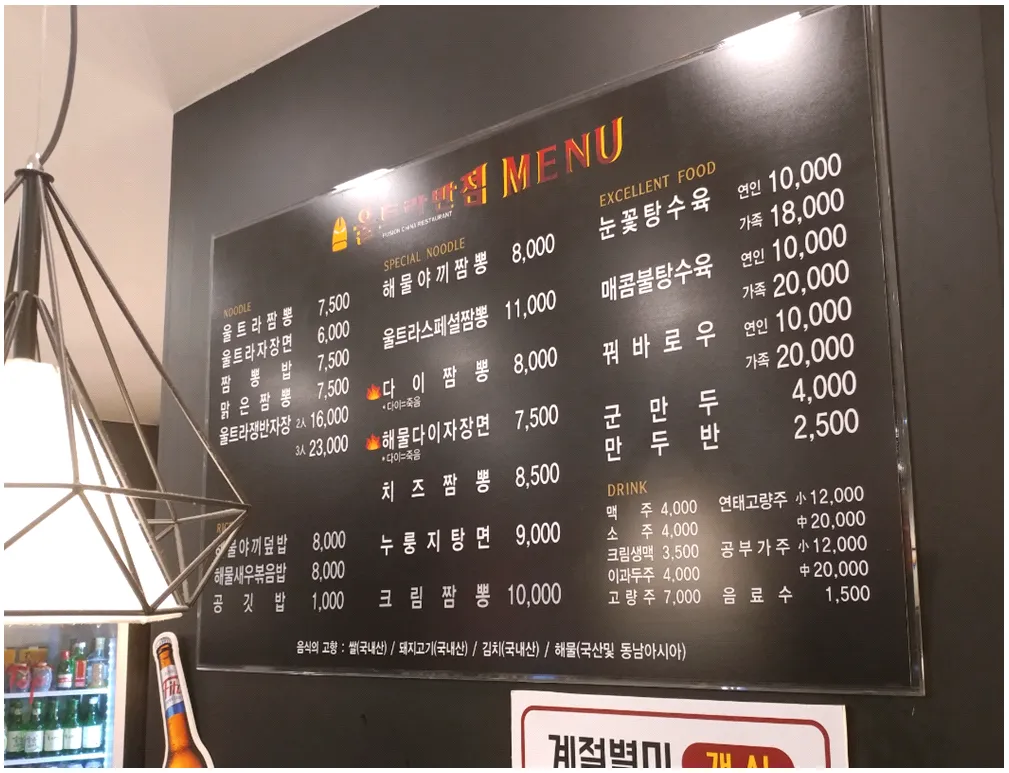 울트라반점 MENU
FUSION CHINA RESTAURANT
NOODLE
울트라짬뽕 7,500
울트라자장면 6,000
짬뽕밥 7,500
맑은짬뽕 7,500
울트라쟁반자장 2人 16,000
3人 23,000
RICE
해물야끼덮밥 8,000
해물새우볶음밥 8,000
공깃밥 1,000
SPECIAL NOODLE
해물야끼짬뽕 8,000
울트라스페셜짬뽕 11,000
다이짬뽕 8,000
*다이=죽음
해물다이자장면 7,500
*다이=죽음
치즈짬뽕 8,500
누룽지탕면 9,000
크림짬뽕 10,000
EXCELLENT FOOD
눈꽃탕수육 연인 10,000
가족 18,000
매콤불탕수육 연인 10,000
가족 20,000
꿔바로우 연인 10,000
가족 20,000
군만두 4,000
만두반 2,500
DRINK
맥주 4,000
소주 4,000
크림생맥 3,500
이과두주 4,000
고량주 7,000
연태고량주 小 12,000
中 20,000
공부가주 小 12,000
中 20,000
음료수 1,500
음식의 고향 : 쌀(국내산) / 돼지고기(국내산) / 김치(국내산) / 해물(국산및 동남아시아)
계절별미 개시